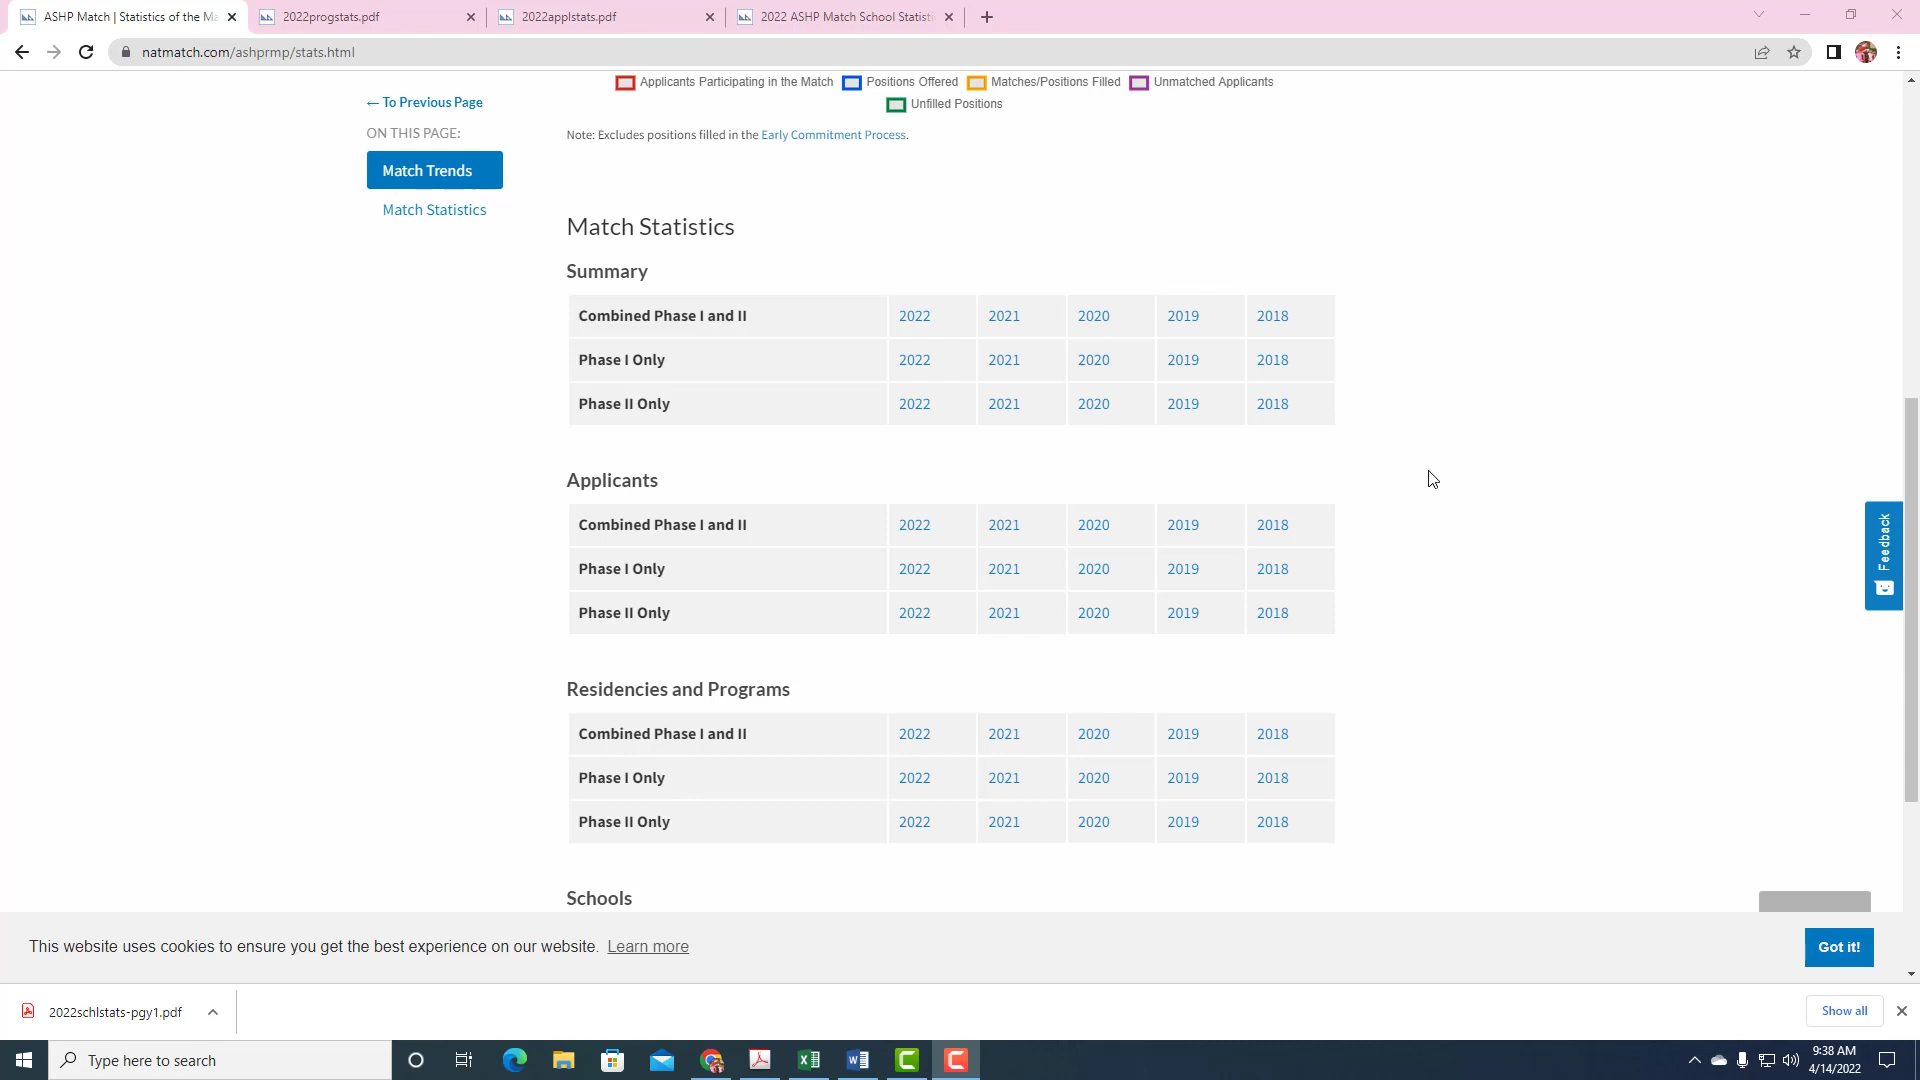 ASHP Match | Statistics of the Ma
2022progstats.pdf
2022applstats.pdf
2022 ASHP Match School Statisti
natmatch.com/ashprmp/stats.html
Applicants Participating in the Match Positions Offered Matches/Positions Filled Unmatched Applicants
Unfilled Positions
← To Previous Page
ON THIS PAGE:
Match Trends
Match Statistics
Note: Excludes positions filled in the Early Commitment Process.
Match Statistics
Summary
Combined Phase I and II 2022 2021 2020 2019 2018
Phase I Only 2022 2021 2020 2019 2018
Phase II Only 2022 2021 2020 2019 2018
Applicants
Combined Phase I and II 2022 2021 2020 2019 2018
Phase I Only 2022 2021 2020 2019 2018
Phase II Only 2022 2021 2020 2019 2018
Feedback
Residencies and Programs
Combined Phase I and II 2022 2021 2020 2019 2018
Phase I Only 2022 2021 2020 2019 2018
Phase II Only 2022 2021 2020 2019 2018
Schools
This website uses cookies to ensure you get the best experience on our website. Learn more
Got it!
2022schlstats-pgy1.pdf
Show all
Type here to search
9:38 AM
4/14/2022